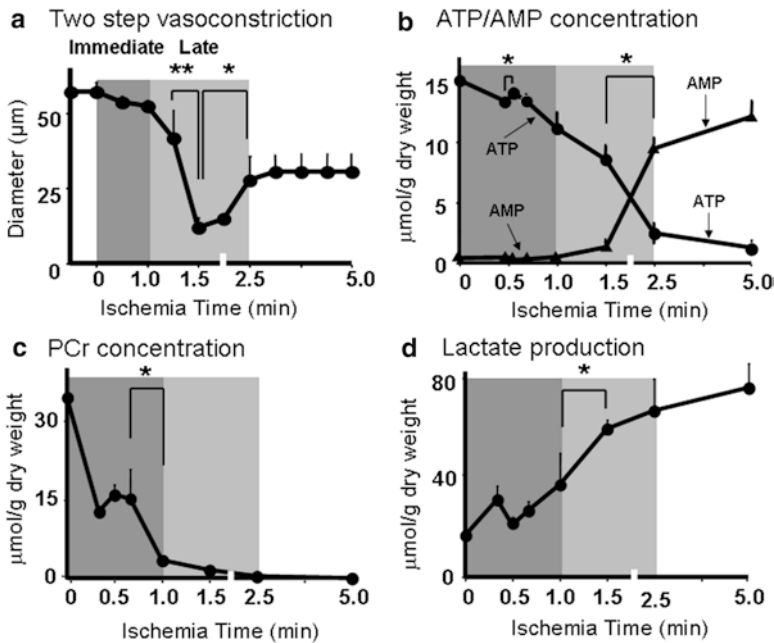 a Two step vasoconstriction
Immediate Late
** *
Diameter (µm)
50
25
0
0 1.0 1.5 2 2.5 5.0
Ischemia Time (min)
b ATP/AMP concentration
* *
µmol/g dry weight
15
10
5
0
AMP
ATP
AMP
ATP
0 0.5 1.0 1.5 2.5 5.0
Ischemia Time (min)
c PCr concentration
*
µmol/g dry weight
30
15
0
0 0.5 1.0 1.5 2.5 5.0
Ischemia Time (min)
d Lactate production
*
µmol/g dry weight
80
40
0
0 0.5 1.0 1.5 2.5 5.0
Ischemia Time (min)